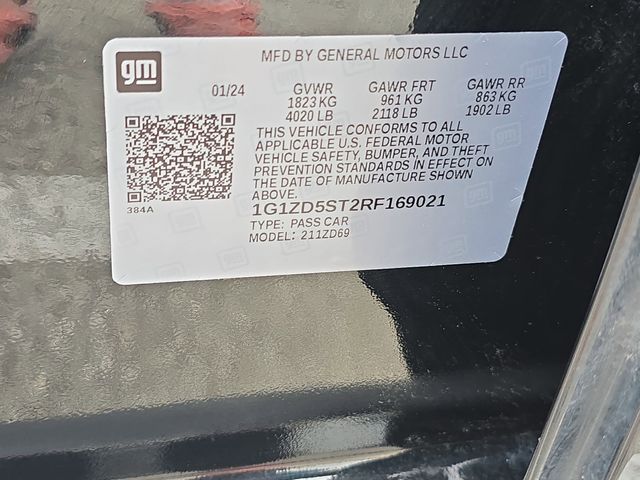 gm
MFD BY GENERAL MOTORS LLC
01/24 GVWR GAWR FRT GAWR RR
1823 KG 961 KG 863 KG
4020 LB 2118 LB 1902 LB
THIS VEHICLE CONFORMS TO ALL
APPLICABLE U.S. FEDERAL MOTOR
VEHICLE SAFETY, BUMPER, AND THEFT
PREVENTION STANDARDS IN EFFECT ON
THE DATE OF MANUFACTURE SHOWN
ABOVE.
384A
1G1ZD5ST2RF169021
TYPE: PASS CAR
MODEL: 211ZD69